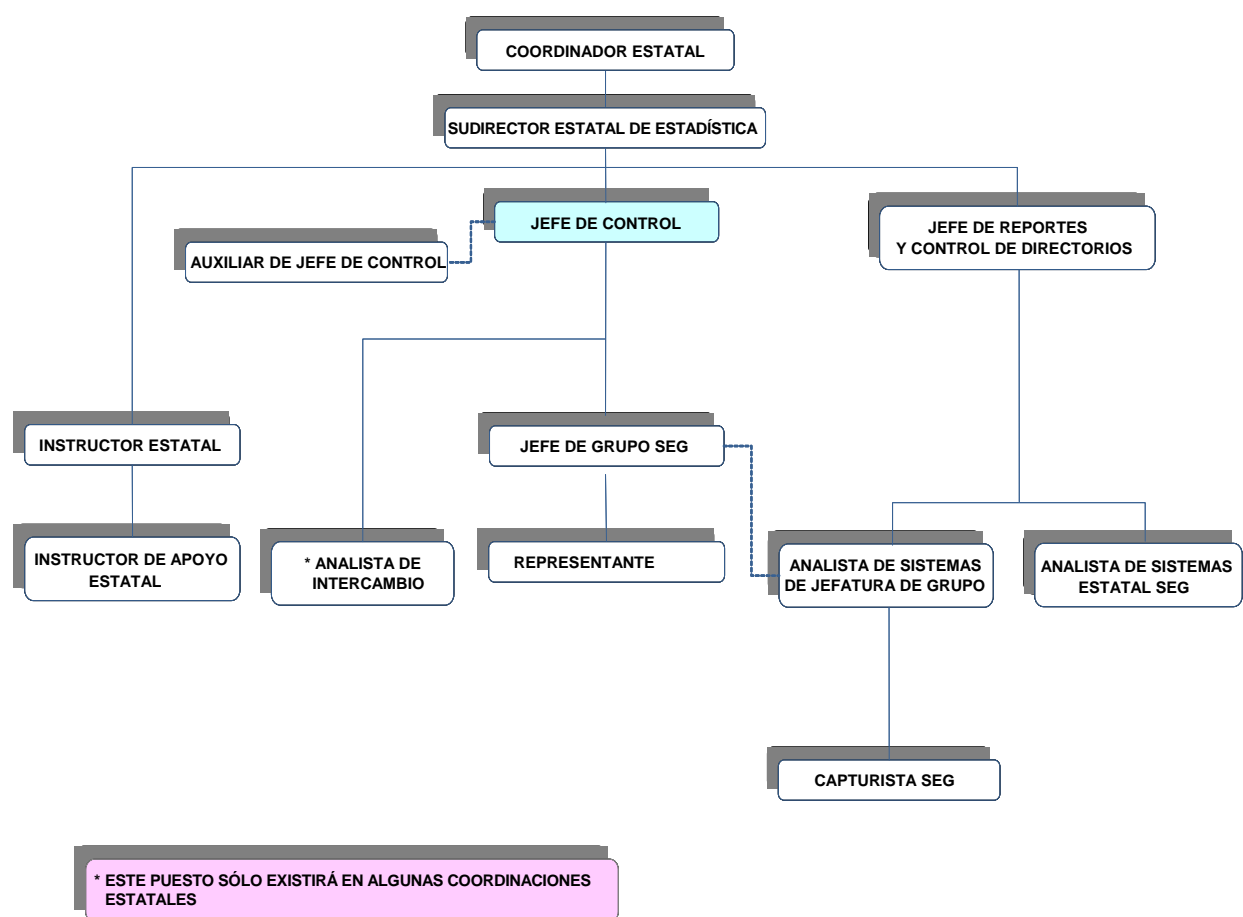 COORDINADOR ESTATAL
SUDIRECTOR ESTATAL DE ESTADÍSTICA
JEFE DE CONTROL
AUXILIAR DE JEFE DE CONTROL
JEFE DE REPORTES
Y CONTROL DE DIRECTORIOS
INSTRUCTOR ESTATAL
JEFE DE GRUPO SEG
INSTRUCTOR DE APOYO
ESTATAL
* ANALISTA DE
INTERCAMBIO
REPRESENTANTE
ANALISTA DE SISTEMAS
DE JEFATURA DE GRUPO
ANALISTA DE SISTEMAS
ESTATAL SEG
CAPTURISTA SEG
* ESTE PUESTO SÓLO EXISTIRÁ EN ALGUNAS COORDINACIONES
ESTATALES